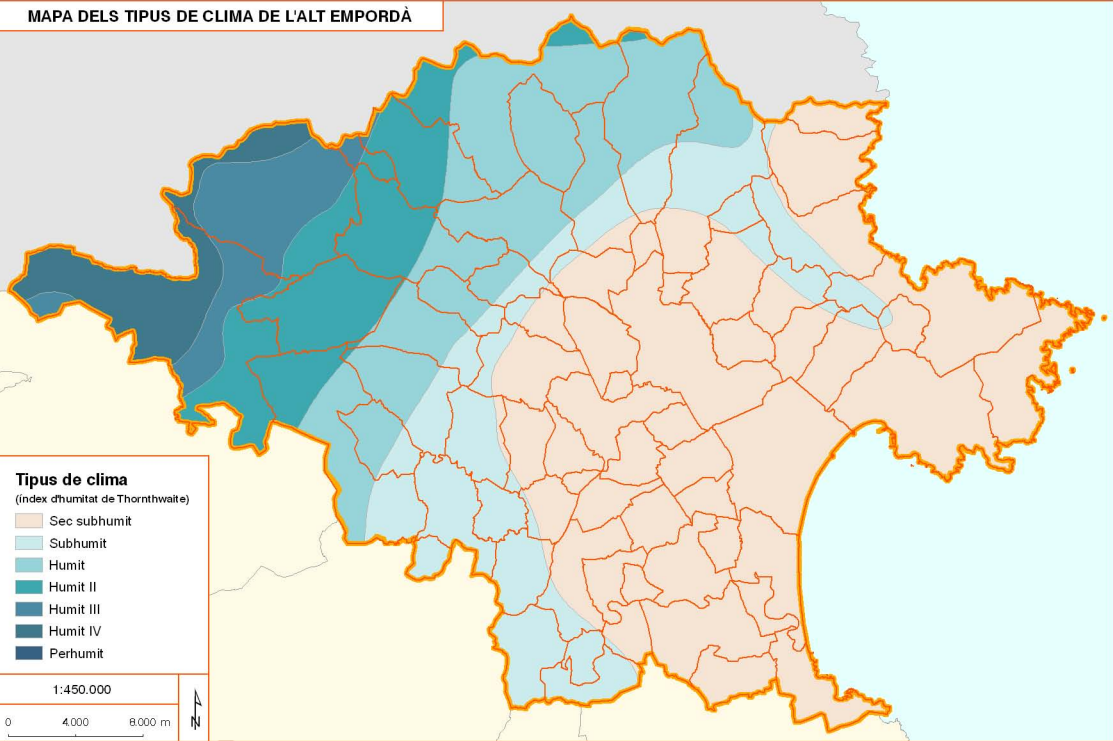 MAPA DELS TIPUS DE CLIMA DE L'ALT EMPORDÀ
Tipus de clima
(índex d'humitat de Thornthwaite)
Sec subhumit
Subhumit
Humit
Humit II
Humit III
Humit IV
Perhumit
1:450.000
0 4.000 8.000 m
N